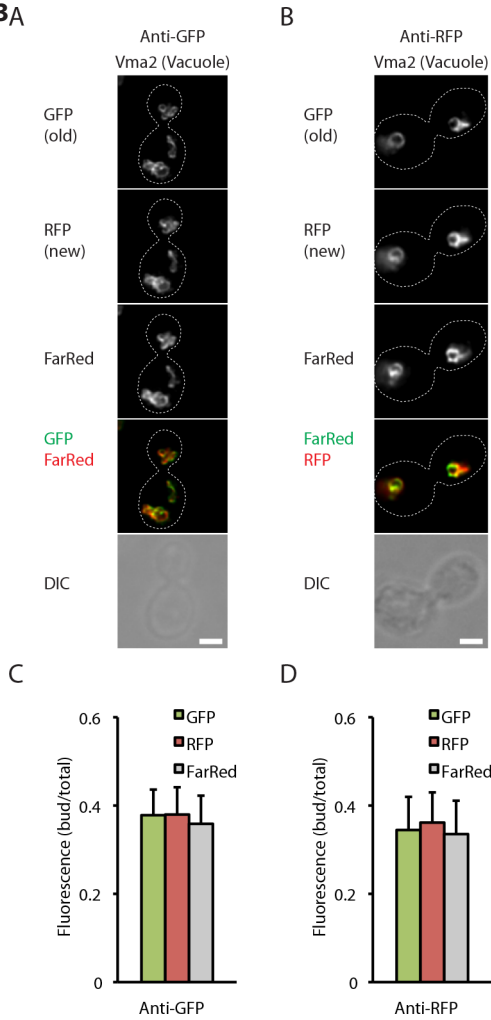 3
A
Anti-GFP
Vma2 (Vacuole)
GFP
(old)
RFP
(new)
FarRed
GFP
FarRed
DIC
B
Anti-RFP
Vma2 (Vacuole)
GFP
(old)
RFP
(new)
FarRed
FarRed
RFP
DIC
C
Fluorescence (bud/total)
0.6
0.4
0.2
0
GFP
RFP
FarRed
Anti-GFP
D
Fluorescence (bud/total)
0.6
0.4
0.2
0
GFP
RFP
FarRed
Anti-RFP